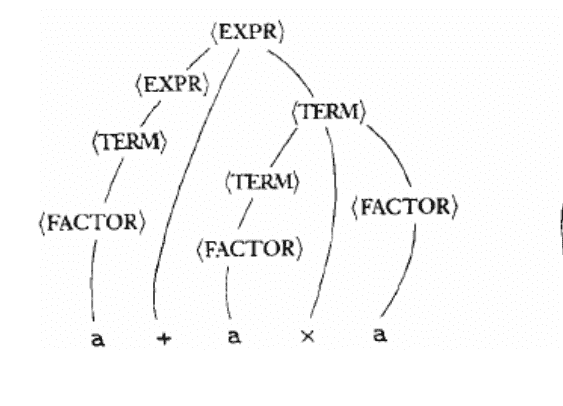 ⟨EXPR⟩
⟨EXPR⟩
⟨TERM⟩
⟨TERM⟩
⟨TERM⟩
⟨FACTOR⟩
⟨FACTOR⟩
⟨FACTOR⟩
a + a × a